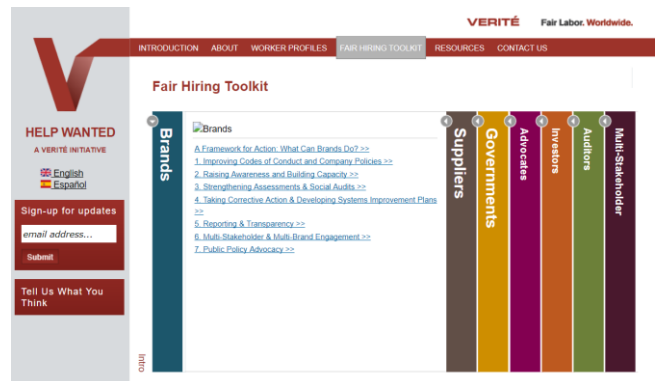 VERITÉ Fair Labor. Worldwide.
INTRODUCTION ABOUT WORKER PROFILES FAIR HIRING TOOLKIT RESOURCES CONTACT US
HELP WANTED
A VERITÉ INITIATIVE
English
Español
Sign-up for updates
email address...
Submit
Tell Us What You
Think
Fair Hiring Toolkit
Brands
Brands
A Framework for Action: What Can Brands Do? >>
1. Improving Codes of Conduct and Company Policies >>
2. Raising Awareness and Building Capacity >>
3. Strengthening Assessments & Social Audits >>
4. Taking Corrective Action & Developing Systems Improvement Plans
>>
5. Reporting & Transparency >>
6. Multi-Stakeholder & Multi-Brand Engagement >>
7. Public Policy Advocacy >>
Suppliers
Governments
Advocates
Investors
Auditors
Multi-Stakeholder
Intro